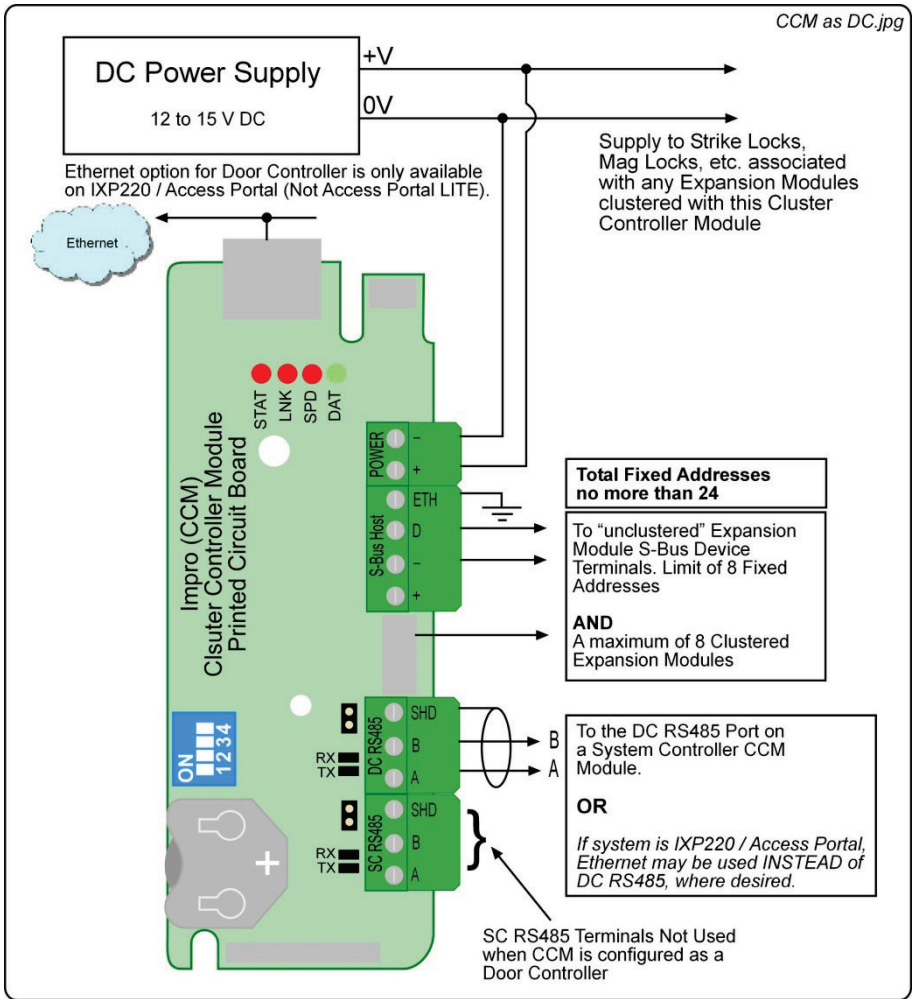 CCM as DC.jpg
DC Power Supply
12 to 15 V DC
+V
0V
Supply to Strike Locks,
Mag Locks, etc. associated
with any Expansion Modules
clustered with this Cluster
Controller Module
Ethernet option for Door Controller is only available
on IXP220 / Access Portal (Not Access Portal LITE).
Ethernet
STAT
LNK
SPD
DAT
Impro (CCM)
Clsuter Controller Module
Printed Circuit Board
POWER
–
+
S-Bus Host
ETH
D
–
+
Total Fixed Addresses
no more than 24
To “unclustered” Expansion
Module S-Bus Device
Terminals. Limit of 8 Fixed
Addresses
AND
A maximum of 8 Clustered
Expansion Modules
ON
1 2 3 4
RX
TX
DC RS485
SHD
B
A
B
A
To the DC RS485 Port on
a System Controller CCM
Module.
OR
If system is IXP220 / Access Portal,
Ethernet may be used INSTEAD of
DC RS485, where desired.
RX
TX
SC RS485
SHD
B
A
+
SC RS485 Terminals Not Used
when CCM is configured as a
Door Controller